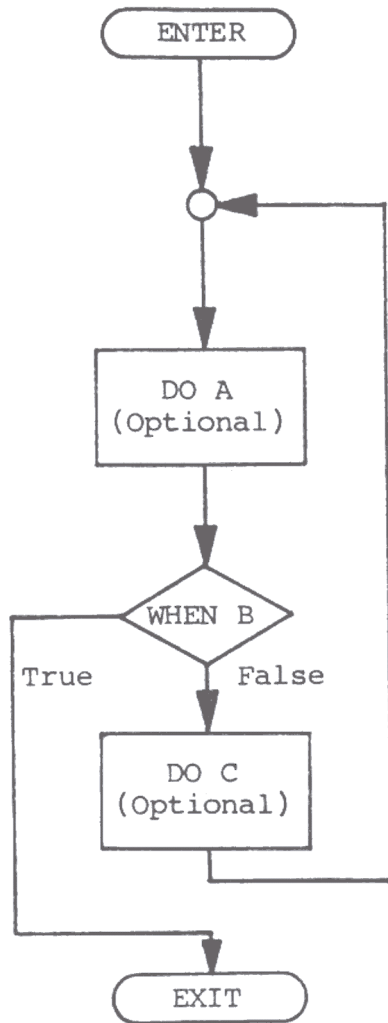 ENTER
DO A
(Optional)
WHEN B
True
False
DO C
(Optional)
EXIT